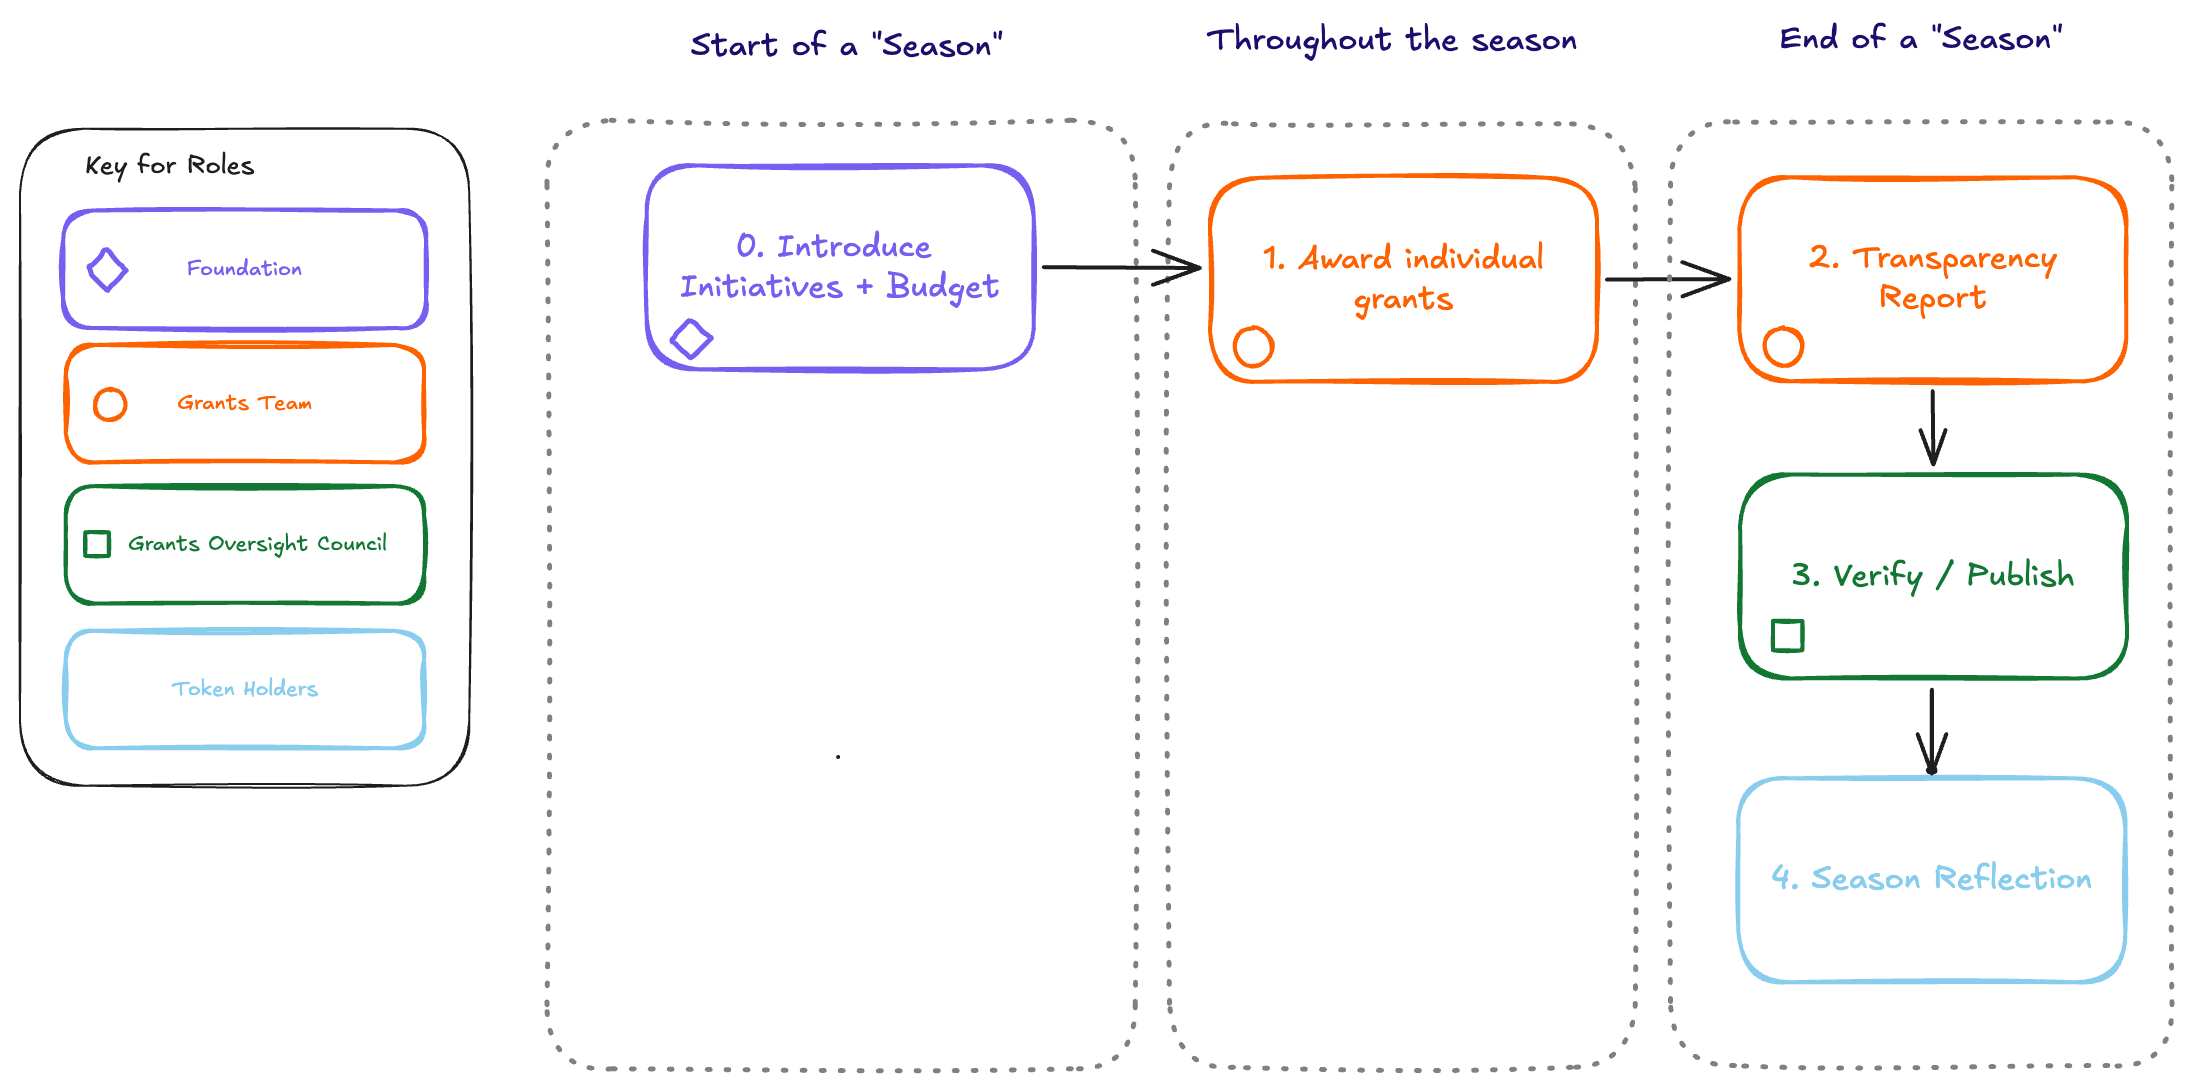 Start of a "Season"
Throughout the season
End of a "Season"
Key for Roles
Foundation
Grants Team
Grants Oversight Council
Token Holders
0. Introduce
Initiatives + Budget
1. Award individual
grants
2. Transparency
Report
3. Verify / Publish
4. Season Reflection